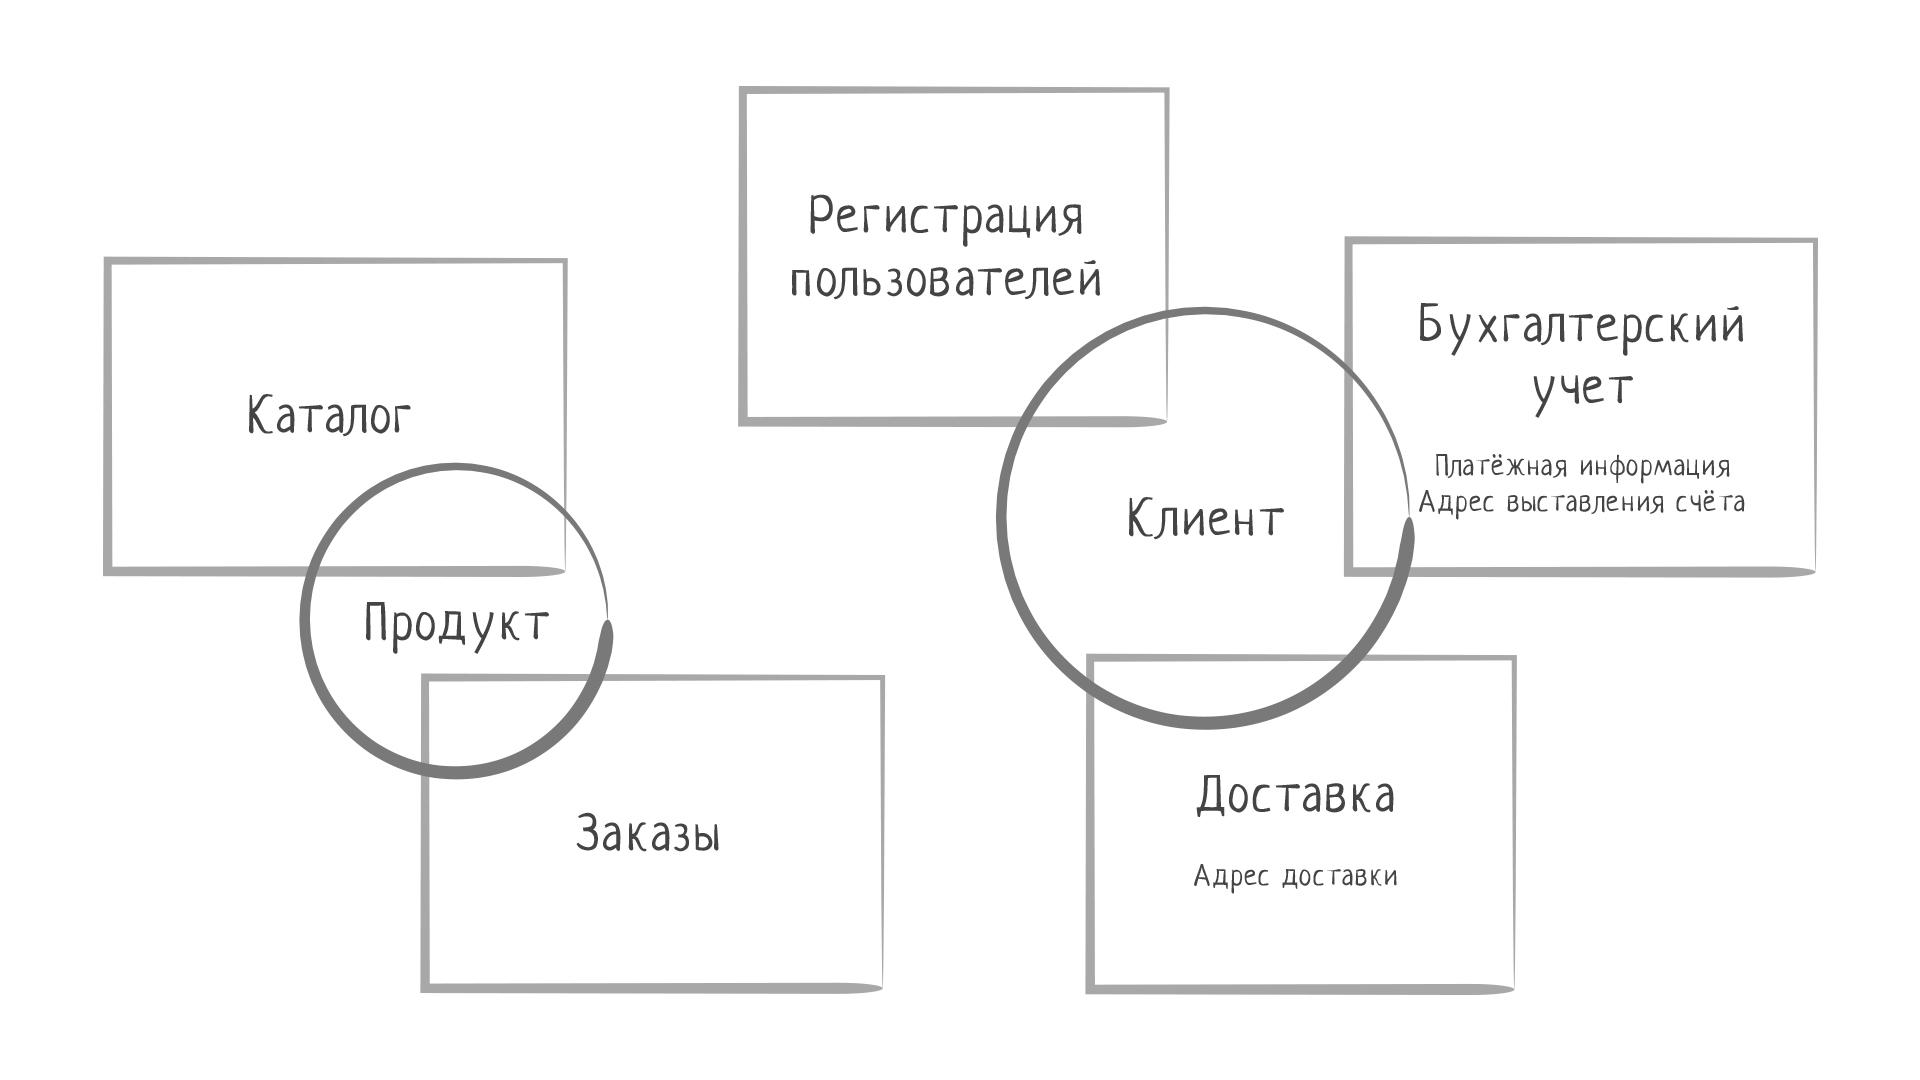 Каталог
Продукт
Заказы
Регистрация
пользователей
Клиент
Бухгалтерский
учет
Платёжная информация
Адрес выставления счёта
Доставка
Адрес доставки